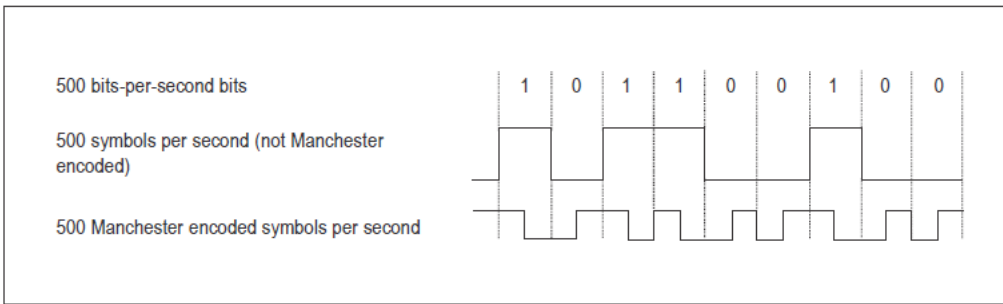 500 bits-per-second bits
1 0 1 1 0 0 1 0 0
500 symbols per second (not Manchester
encoded)
500 Manchester encoded symbols per second